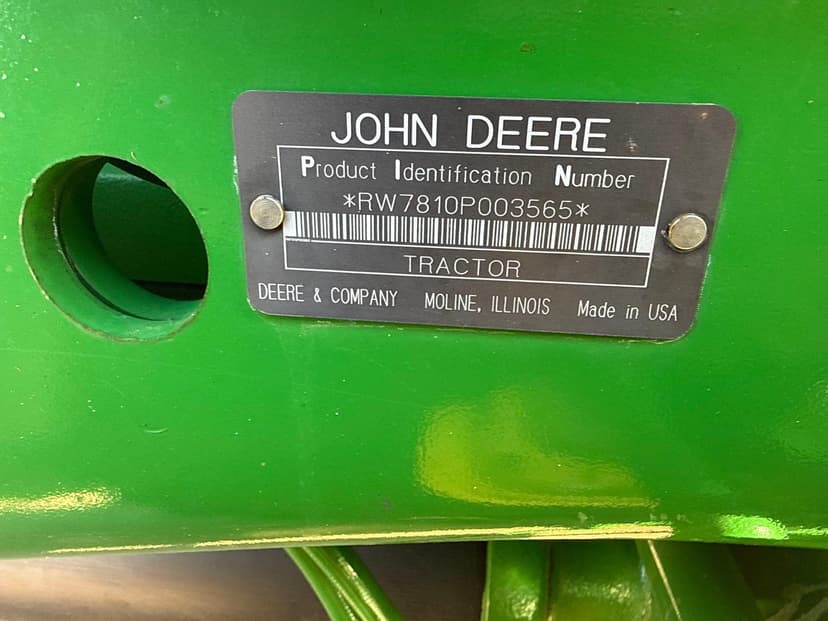 JOHN DEERE
Product Identification Number
*RW7810P003565*
TRACTOR
DEERE & COMPANY MOLINE, ILLINOIS Made in USA